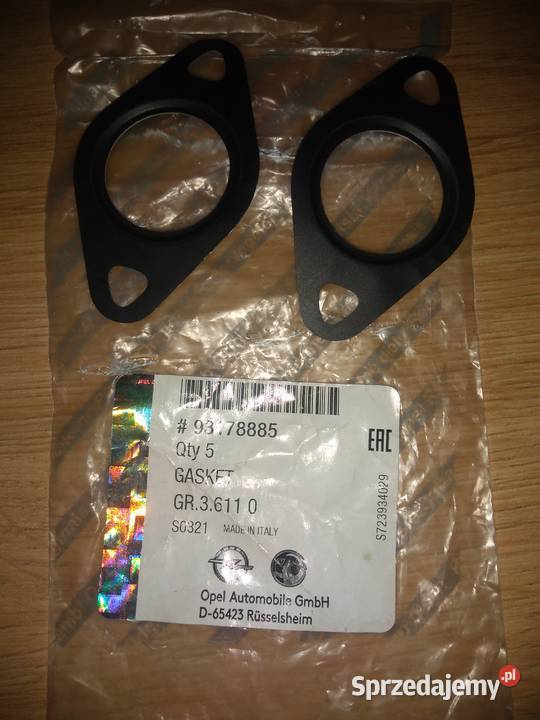 # 93178885
Qty 5
GASKET
GR.3.611 0
S0321 MADE IN ITALY
EAC
S723934029
Opel Automobile GmbH
D-65423 Rüsselsheim
Sprzedajemy.pl